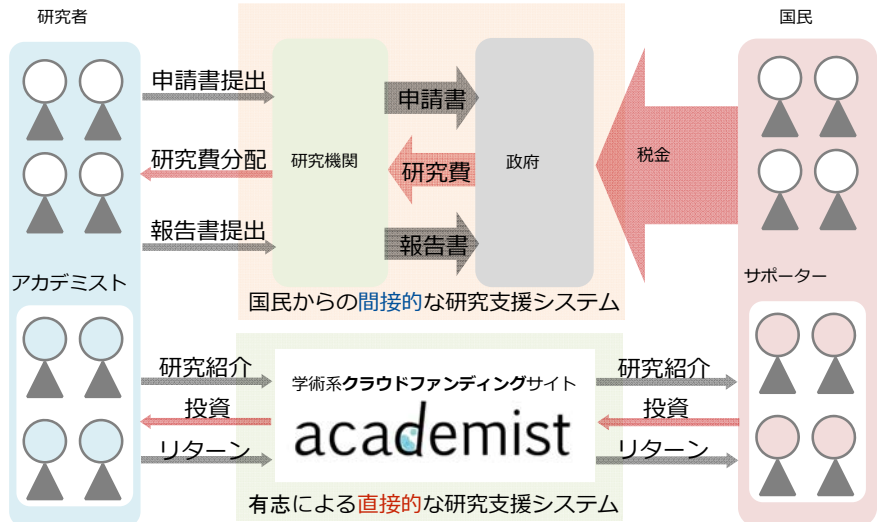 研究者
国民
申請書提出
申請書
研究費分配
研究機関
研究費
政府
税金
報告書提出
報告書
アカデミスト
サポーター
国民からの間接的な研究支援システム
研究紹介
学術系クラウドファンディングサイト
研究紹介
投資
academist
投資
リターン
リターン
有志による直接的な研究支援システム